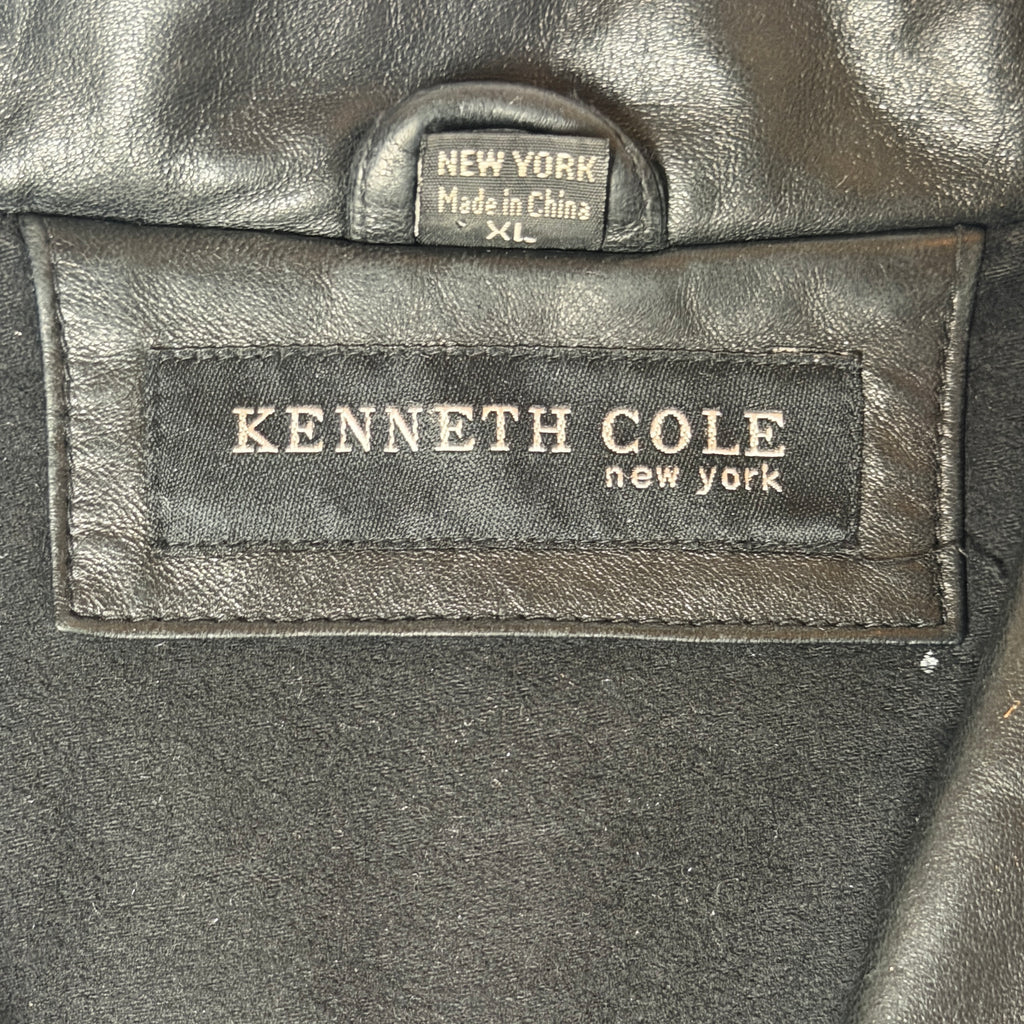 NEW YORK
Made in China
XL
KENNETH COLE
new york